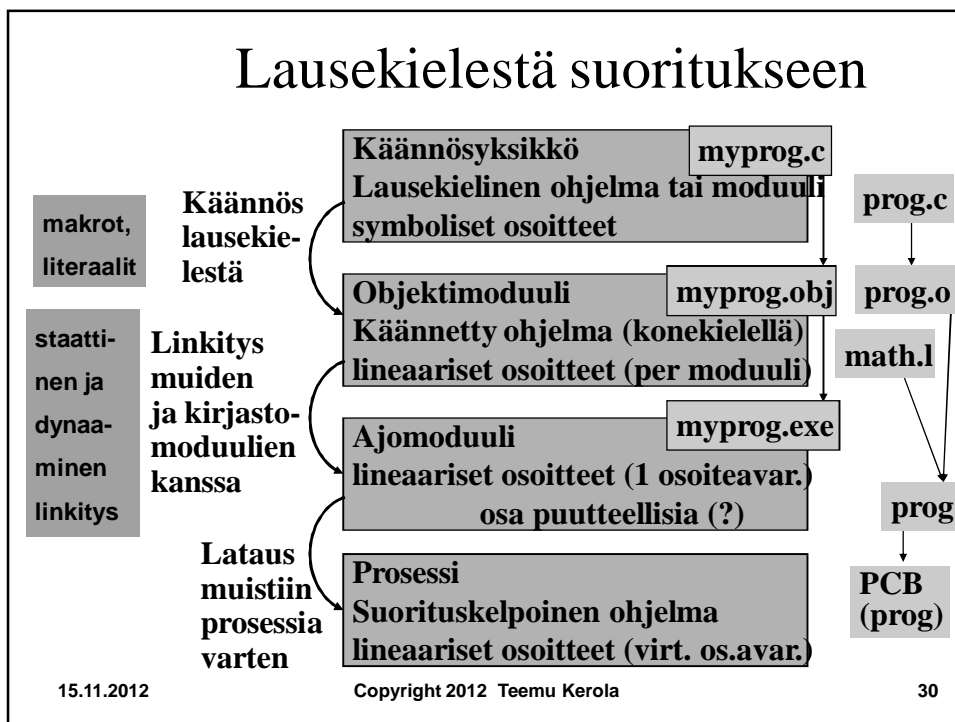 Lausekielestä suoritukseen
makrot,
literaalit
Käännös
lausekie-
lestä
Käännösyksikkö
Lausekielinen ohjelma tai moduuli
symboliset osoitteet
myprog.c
prog.c
staatti-
nen ja
dynaa-
minen
linkitys
Linkitys
muiden
ja kirjasto-
moduulien
kanssa
Objektimoduuli
Käännetty ohjelma (konekielellä)
lineaariset osoitteet (per moduuli)
myprog.obj
prog.o
math.l
Ajomoduuli
lineaariset osoitteet (1 osoiteavar.)
osa puutteellisia (?)
myprog.exe
prog
Lataus
muistiin
prosessia
varten
Prosessi
Suorituskelpoinen ohjelma
lineaariset osoitteet (virt. os.avar.)
PCB
(prog)
15.11.2012
Copyright 2012 Teemu Kerola
30